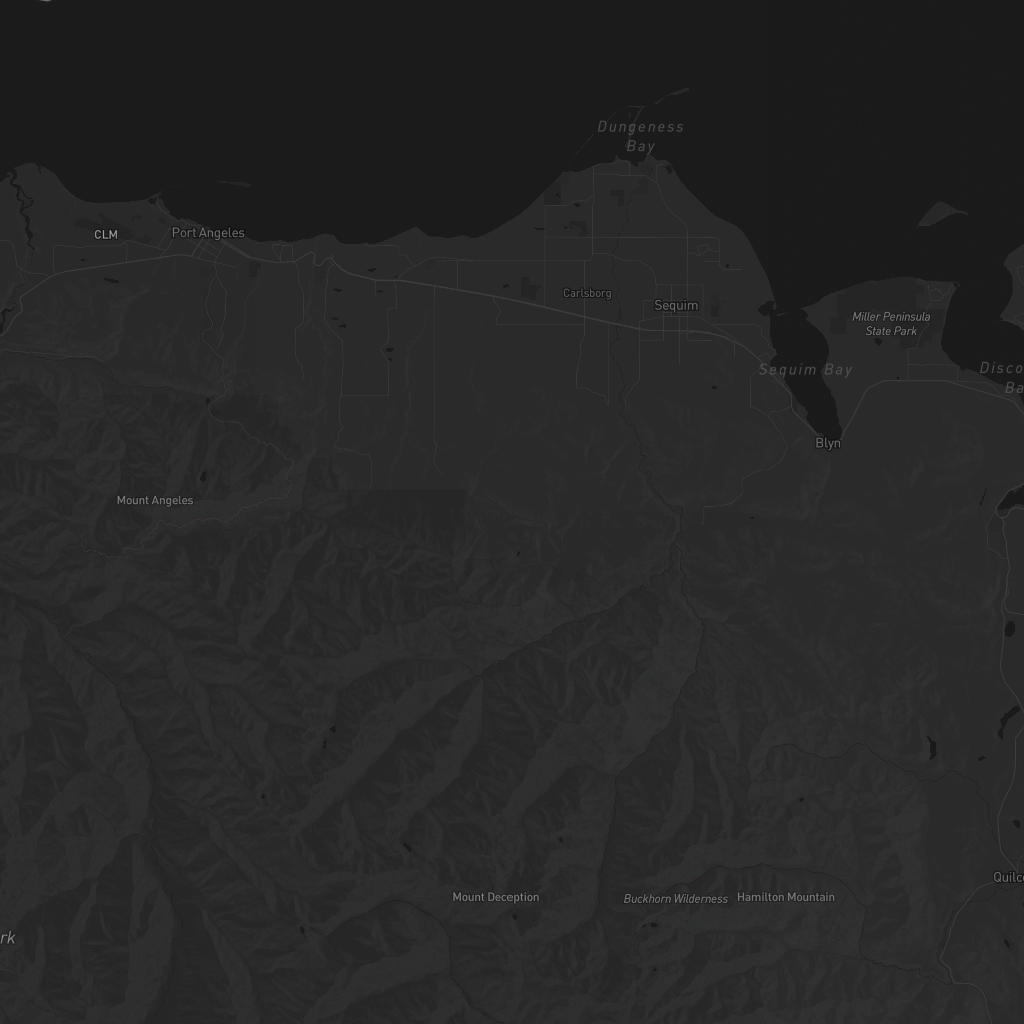 Dungeness
Bay
CLM
Port Angeles
Carlsborg
Sequim
Miller Peninsula
State Park
Sequim Bay
Disco
Ba
Blyn
Mount Angeles
Quilc
Mount Deception
Buckhorn Wilderness
Hamilton Mountain
rk